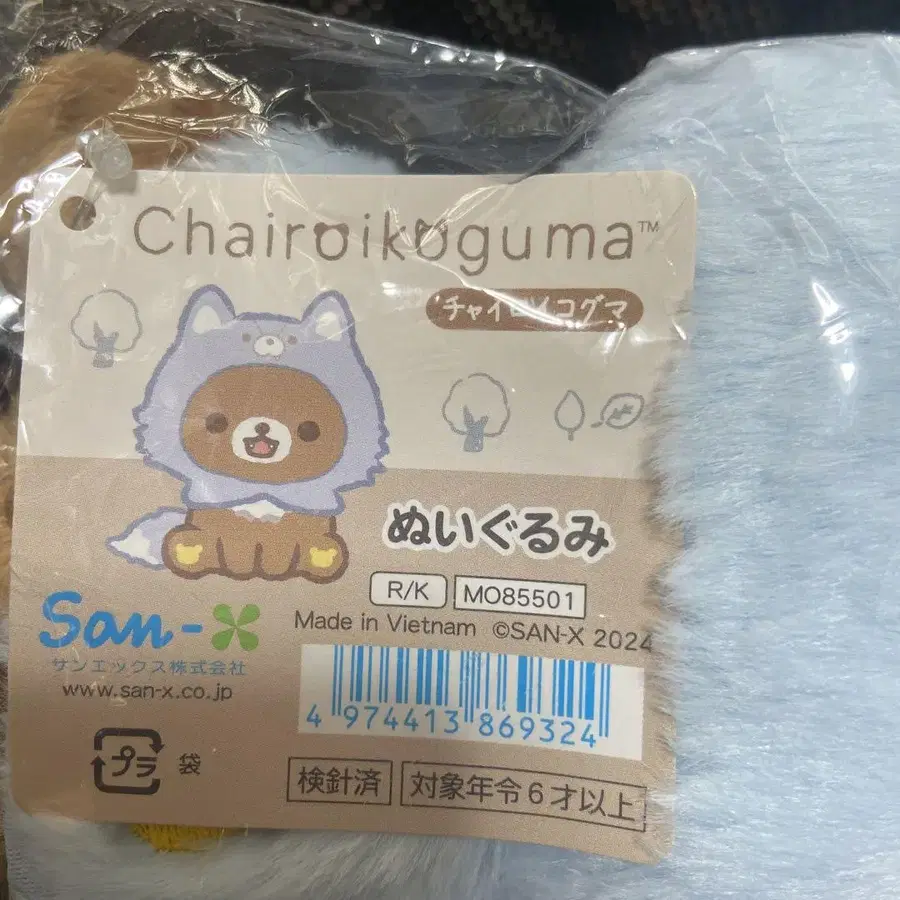 Chairoikoguma™
チャイロイコグマ
ぬいぐるみ
R/K MO85501
Made in Vietnam ©SAN-X 2024
San-X
サンエックス株式会社
www.san-x.co.jp
4 974413 869324
プラ 袋
検針済 対象年令6才以上